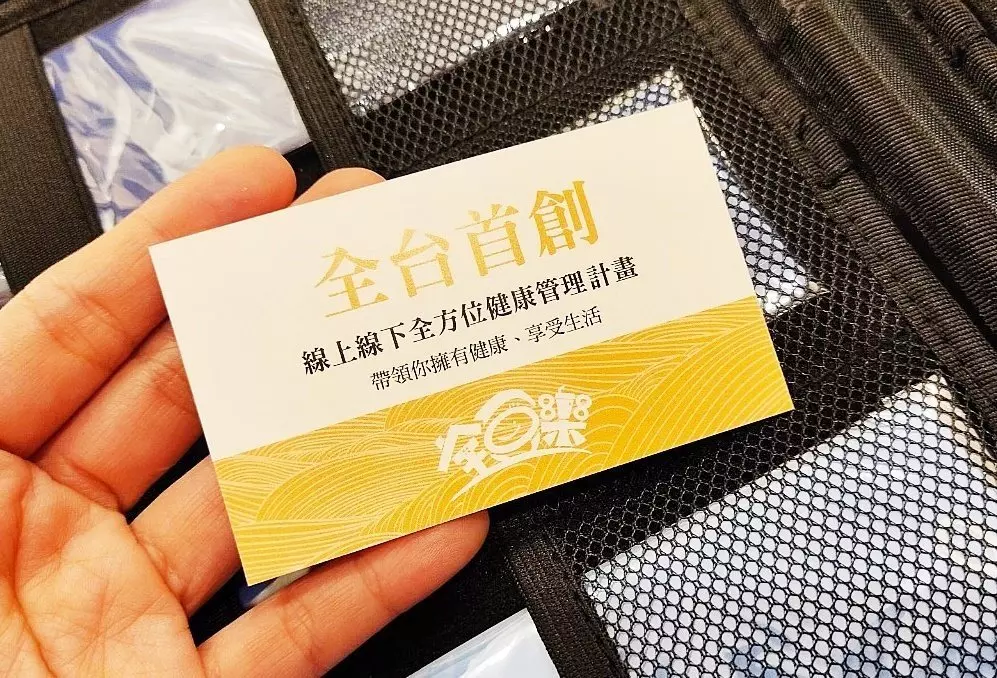 全台首創
線上線下全方位健康管理計畫
帶領你擁有健康、享受生活